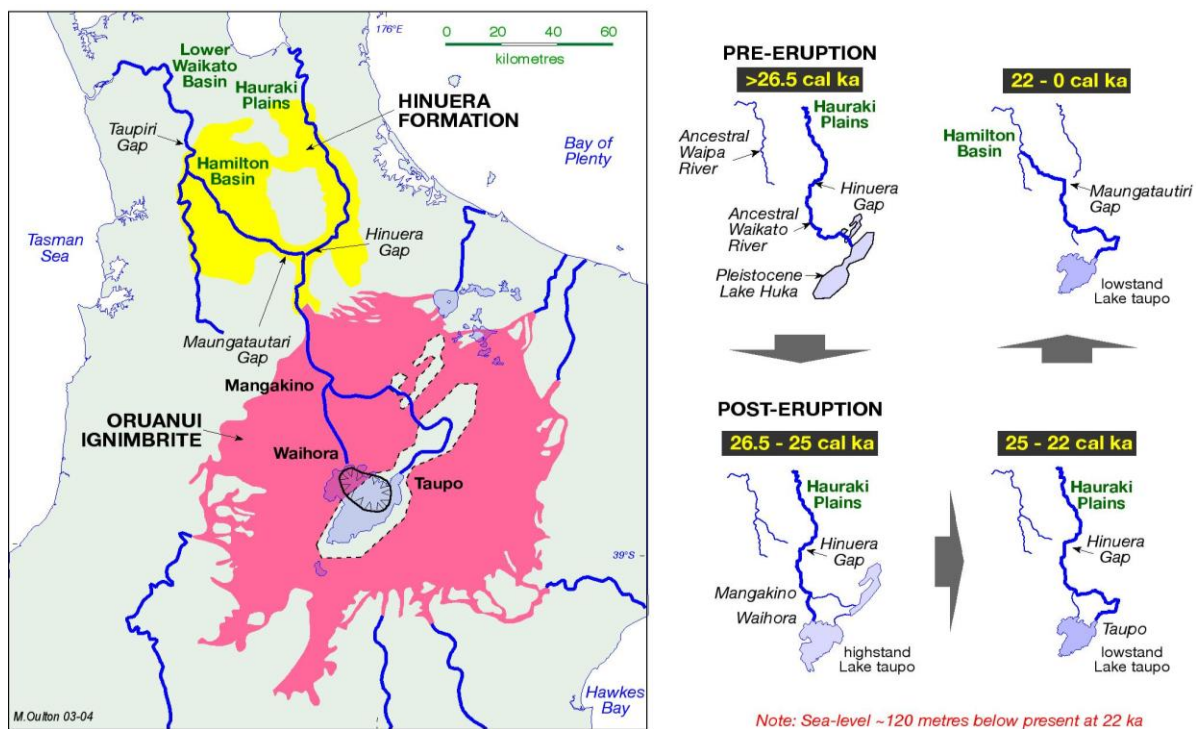 176°E
0 20 40 60
kilometres
Lower
Waikato
Basin
Hauraki
Plains
HINUERA
FORMATION
Taupiri
Gap
Bay of
Plenty
Hamilton
Basin
Tasman
Sea
Hinuera
Gap
Maungatautari
Gap
Mangakino
ORUANUI
IGNIMBRITE
Waihora
Taupo
39°S
Hawkes
Bay
M.Oulton 03-04
PRE-ERUPTION
>26.5 cal ka
Hauraki
Plains
Ancestral
Waipa
River
Hinuera
Gap
Ancestral
Waikato
River
Pleistocene
Lake Huka
22 - 0 cal ka
Hamilton
Basin
Maungatautiri
Gap
lowstand
Lake taupo
POST-ERUPTION
26.5 - 25 cal ka
Hauraki
Plains
Hinuera
Gap
Mangakino
Waihora
highstand
Lake taupo
25 - 22 cal ka
Hauraki
Plains
Hinuera
Gap
Taupo
lowstand
Lake taupo
Note: Sea-level ~120 metres below present at 22 ka